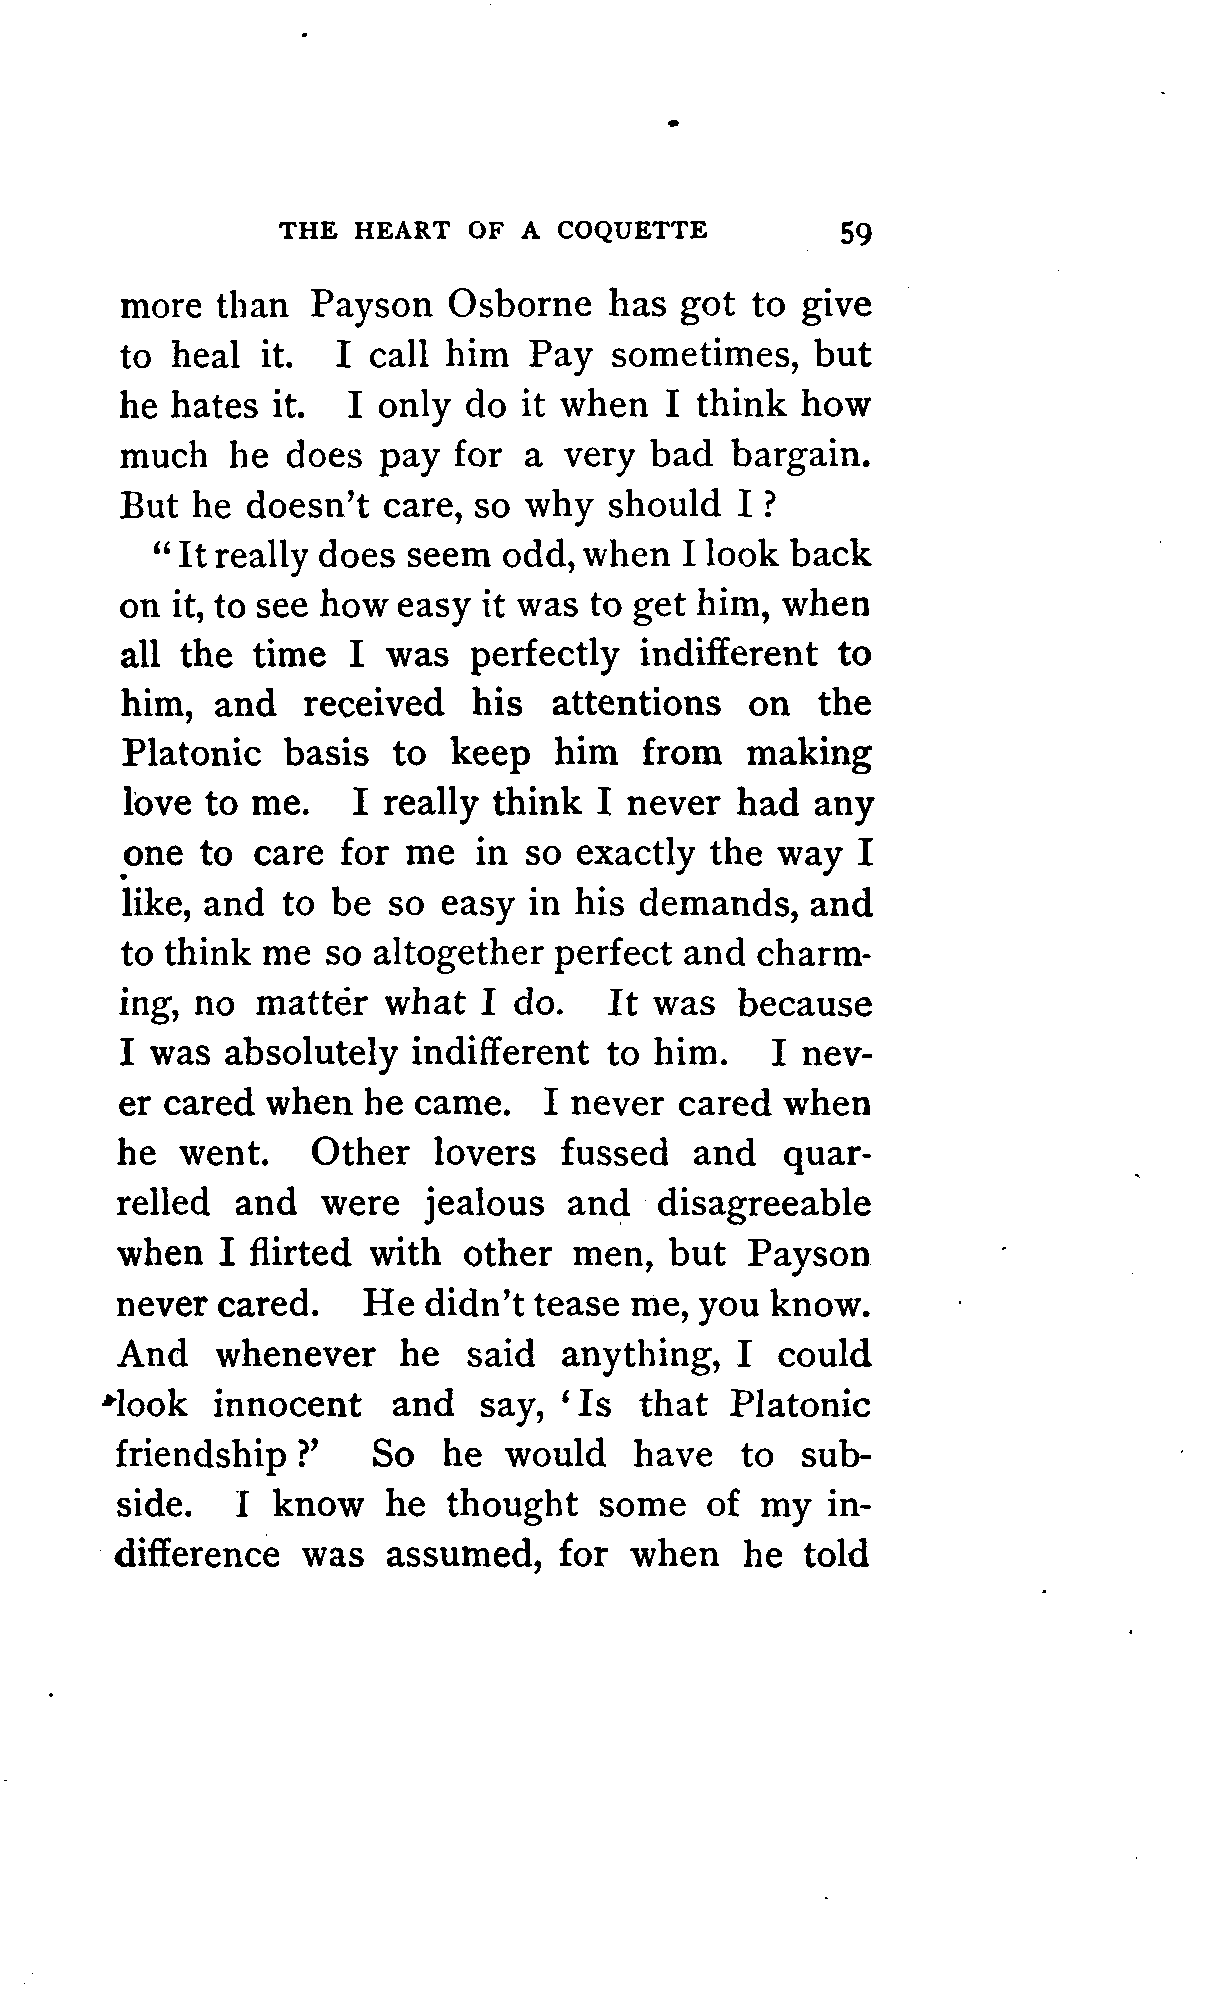 THE HEART OF A COQUETTE 59
more than Payson Osborne has got to give
to heal it. I call him Pay sometimes, but
he hates it. I only do it when I think how
much he does pay for a very bad bargain.
But he doesn't care, so why should I ?
“ It really does seem odd, when I look back
on it, to see how easy it was to get him, when
all the time I was perfectly indifferent to
him, and received his attentions on the
Platonic basis to keep him from making
love to me. I really think I never had any
one to care for me in so exactly the way I
like, and to be so easy in his demands, and
to think me so altogether perfect and charm-
ing, no matter what I do. It was because
I was absolutely indifferent to him. I nev-
er cared when he came. I never cared when
he went. Other lovers fussed and quar-
relled and were jealous and disagreeable
when I flirted with other men, but Payson
never cared. He didn't tease me, you know.
And whenever he said anything, I could
look innocent and say, ‘ Is that Platonic
friendship ?’ So he would have to sub-
side. I know he thought some of my in-
difference was assumed, for when he told